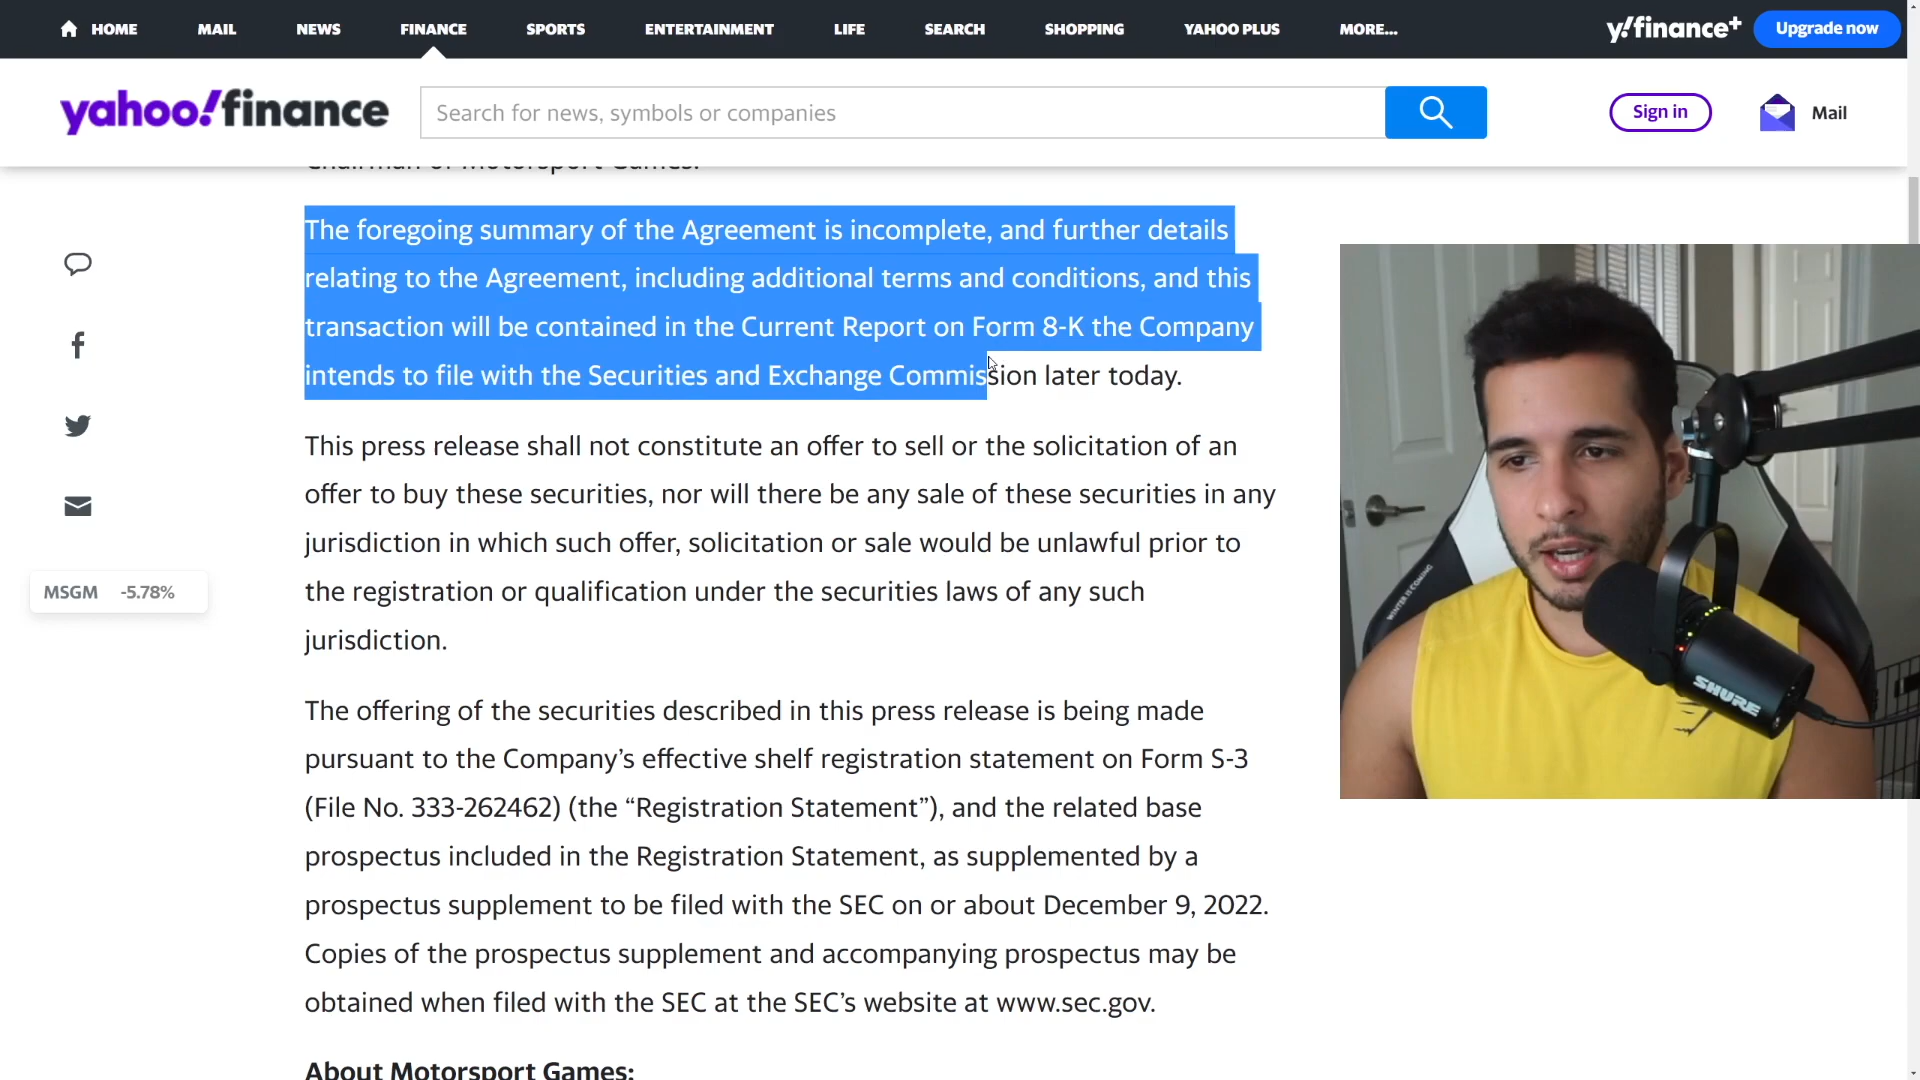 HOME MAIL NEWS FINANCE SPORTS ENTERTAINMENT LIFE SEARCH SHOPPING YAHOO PLUS MORE... y!finance+ Upgrade now
yahoo!finance Search for news, symbols or companies Sign in Mail
Chairman of Motorsport Games.
The foregoing summary of the Agreement is incomplete, and further details
relating to the Agreement, including additional terms and conditions, and this
transaction will be contained in the Current Report on Form 8-K the Company
intends to file with the Securities and Exchange Commission later today.
This press release shall not constitute an offer to sell or the solicitation of an
offer to buy these securities, nor will there be any sale of these securities in any
jurisdiction in which such offer, solicitation or sale would be unlawful prior to
the registration or qualification under the securities laws of any such
jurisdiction.
MSGM -5.78%
The offering of the securities described in this press release is being made
pursuant to the Company’s effective shelf registration statement on Form S-3
(File No. 333-262462) (the “Registration Statement”), and the related base
prospectus included in the Registration Statement, as supplemented by a
prospectus supplement to be filed with the SEC on or about December 9, 2022.
Copies of the prospectus supplement and accompanying prospectus may be
obtained when filed with the SEC at the SEC’s website at www.sec.gov.
About Motorsport Games:
WINTER IS COMING
SHURE